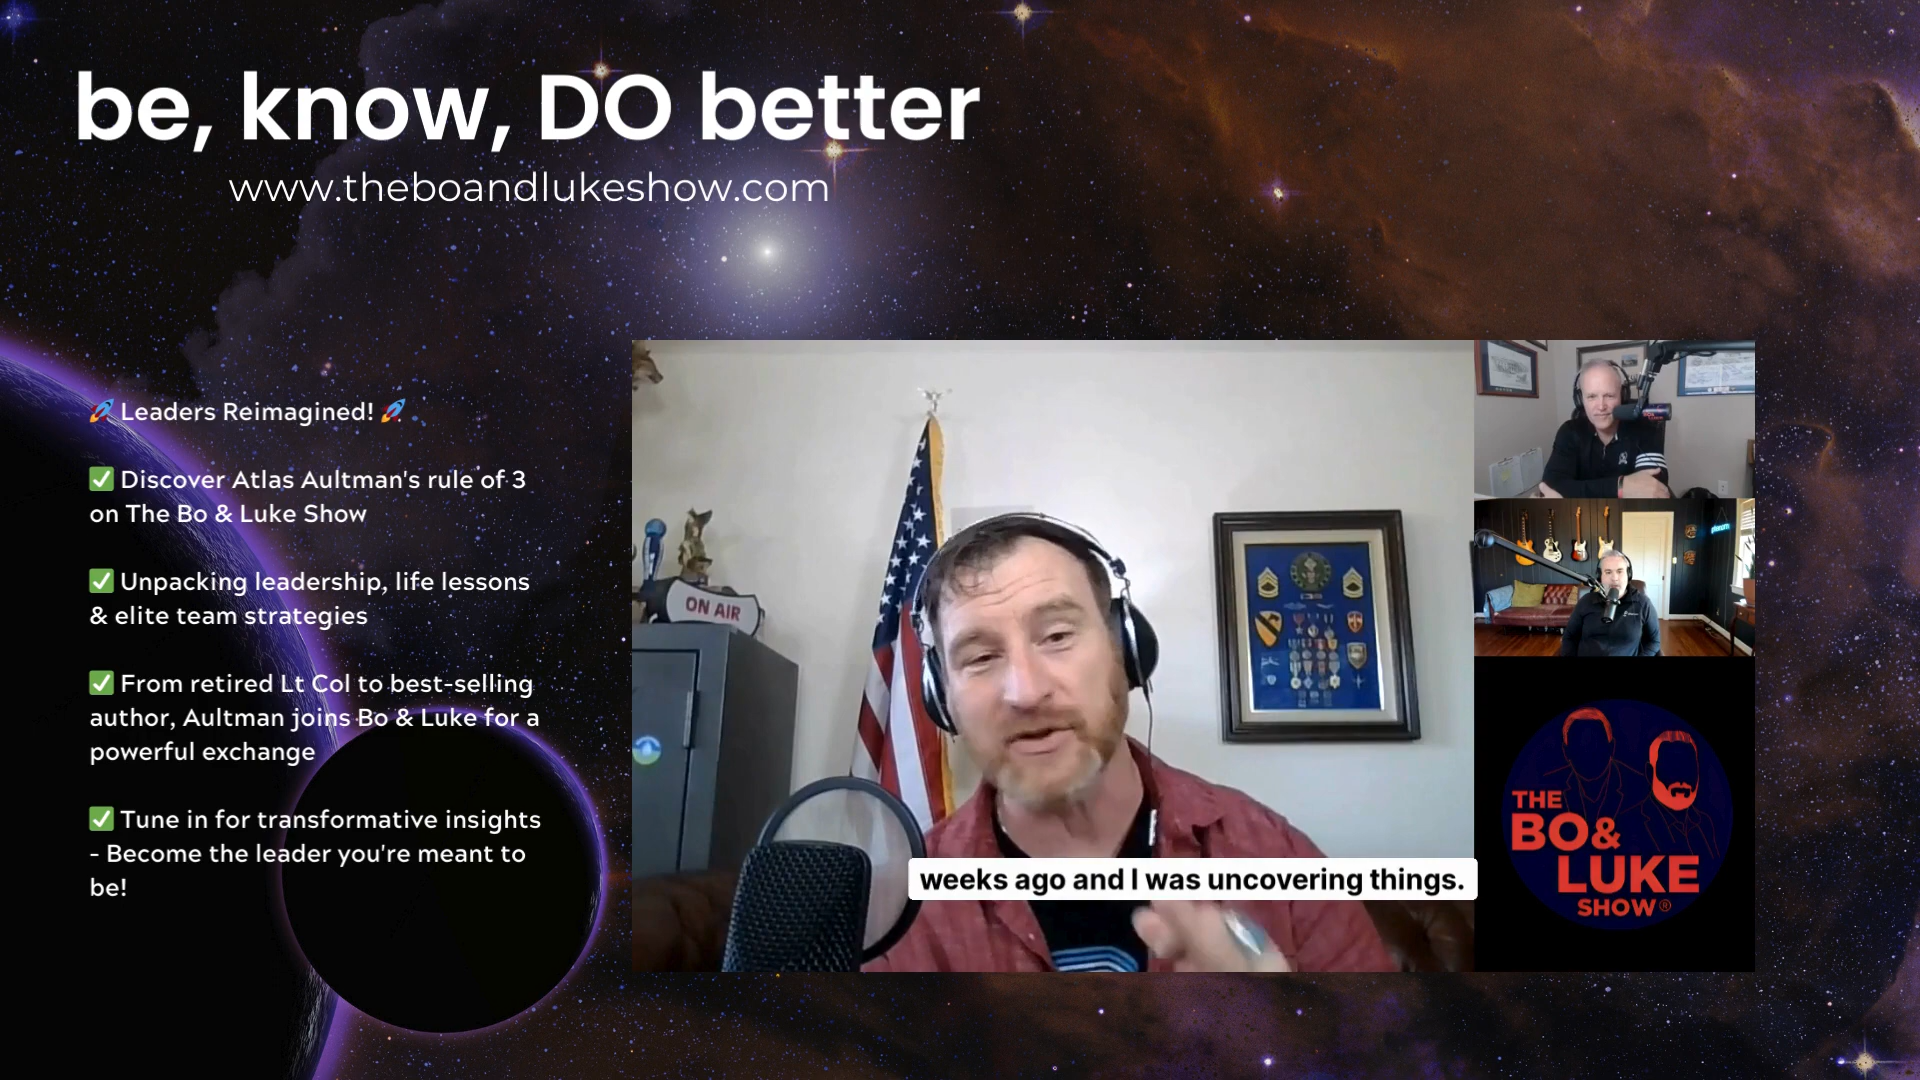 be, know, DO better
www.theboandlukeshow.com
🚀 Leaders Reimagined! 🚀
✅ Discover Atlas Aultman's rule of 3
on The Bo & Luke Show
✅ Unpacking leadership, life lessons
& elite team strategies
✅ From retired Lt Col to best-selling
author, Aultman joins Bo & Luke for a
powerful exchange
✅ Tune in for transformative insights
- Become the leader you're meant to
be!
ON AIR
weeks ago and I was uncovering things.
THE
BO&
LUKE
SHOW®